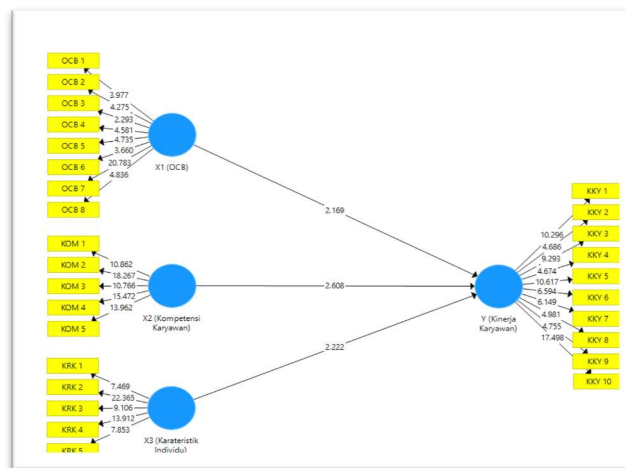 OCB 1
OCB 2
OCB 3
OCB 4
OCB 5
OCB 6
OCB 7
OCB 8
3.977
4.275
2.293
4.581
4.735
3.660
20.783
4.836
X1 (OCB)
2.169
KOM 1
KOM 2
KOM 3
KOM 4
KOM 5
10.862
18.267
10.766
15.472
13.962
X2 (Kompetensi
Karyawan)
2.608
KRK 1
KRK 2
KRK 3
KRK 4
KRK 5
7.469
22.365
9.106
13.912
7.853
X3 (Karateristik
Individu)
2.222
Y (Kinerja
Karyawan)
10.296
4.686
9.293
4.674
10.617
6.594
6.149
4.981
4.755
17.498
KKY 1
KKY 2
KKY 3
KKY 4
KKY 5
KKY 6
KKY 7
KKY 8
KKY 9
KKY 10